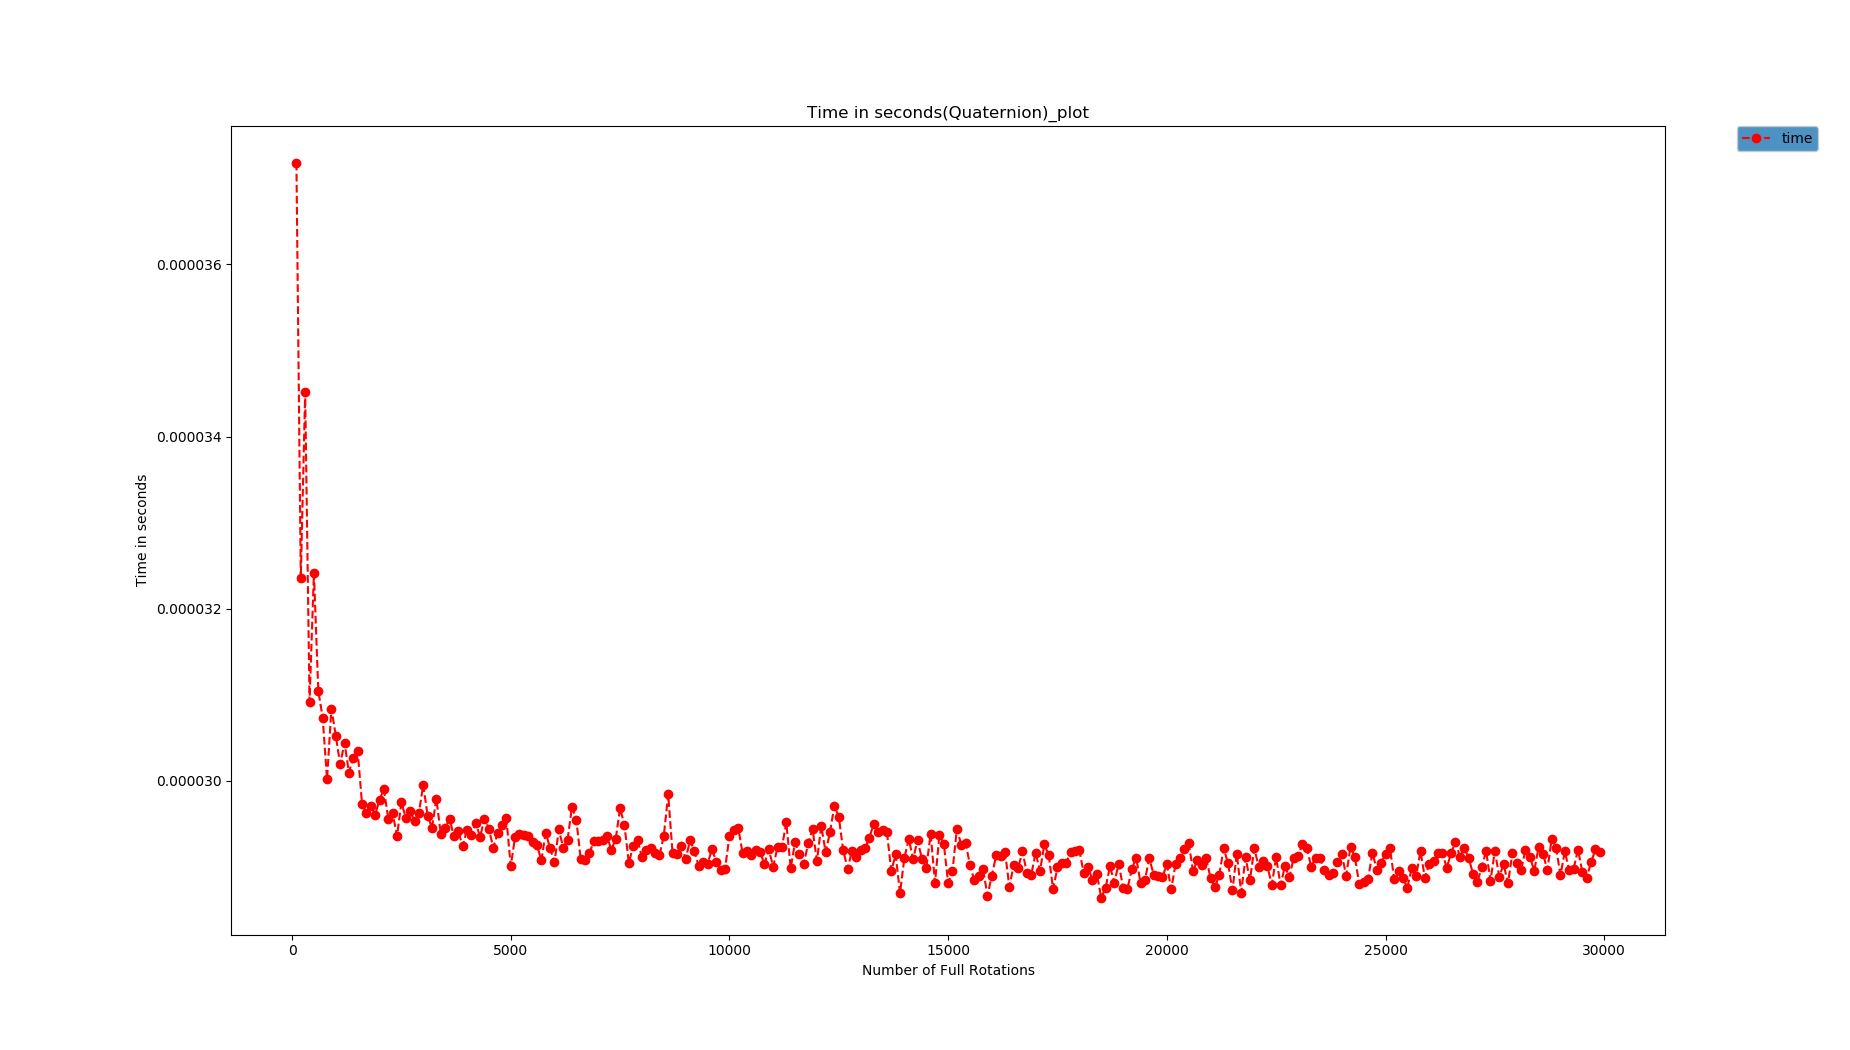 Time in seconds(Quaternion)_plot
time
0.000036
0.000034
0.000032
0.000030
Time in seconds
0 5000 10000 15000 20000 25000 30000
Number of Full Rotations